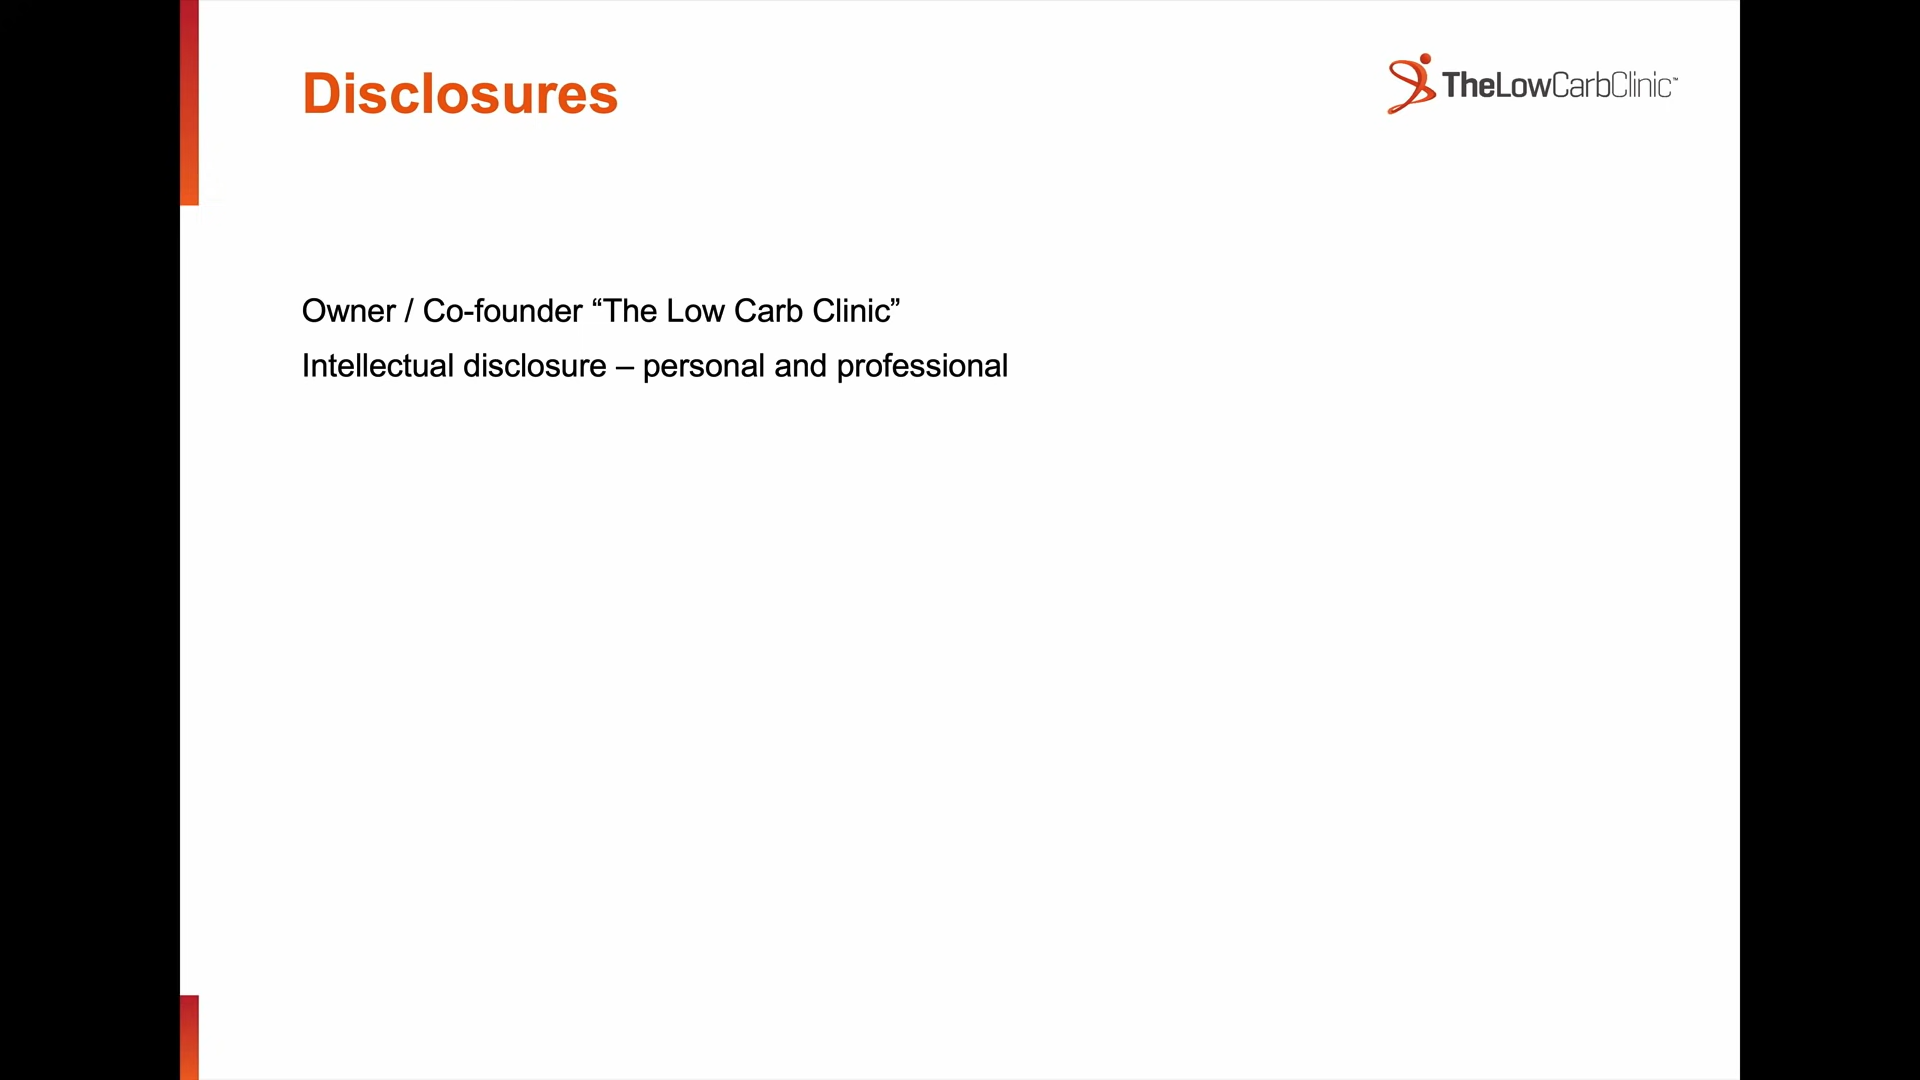 Disclosures
TheLowCarbClinic™
Owner / Co-founder “The Low Carb Clinic”
Intellectual disclosure – personal and professional